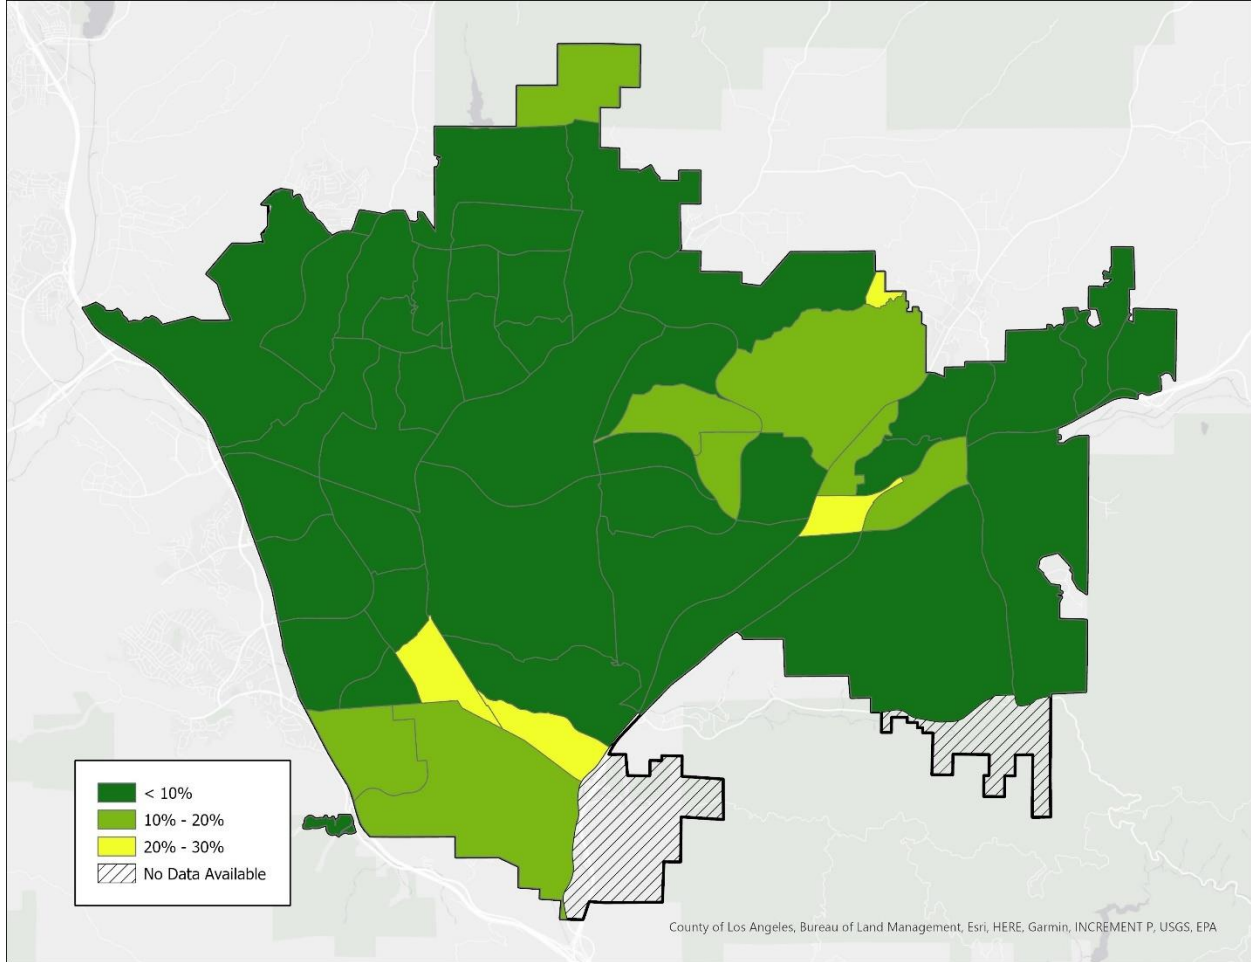 < 10%
10% - 20%
20% - 30%
No Data Available
County of Los Angeles, Bureau of Land Management, Esri, HERE, Garmin, INCREMENT P, USGS, EPA